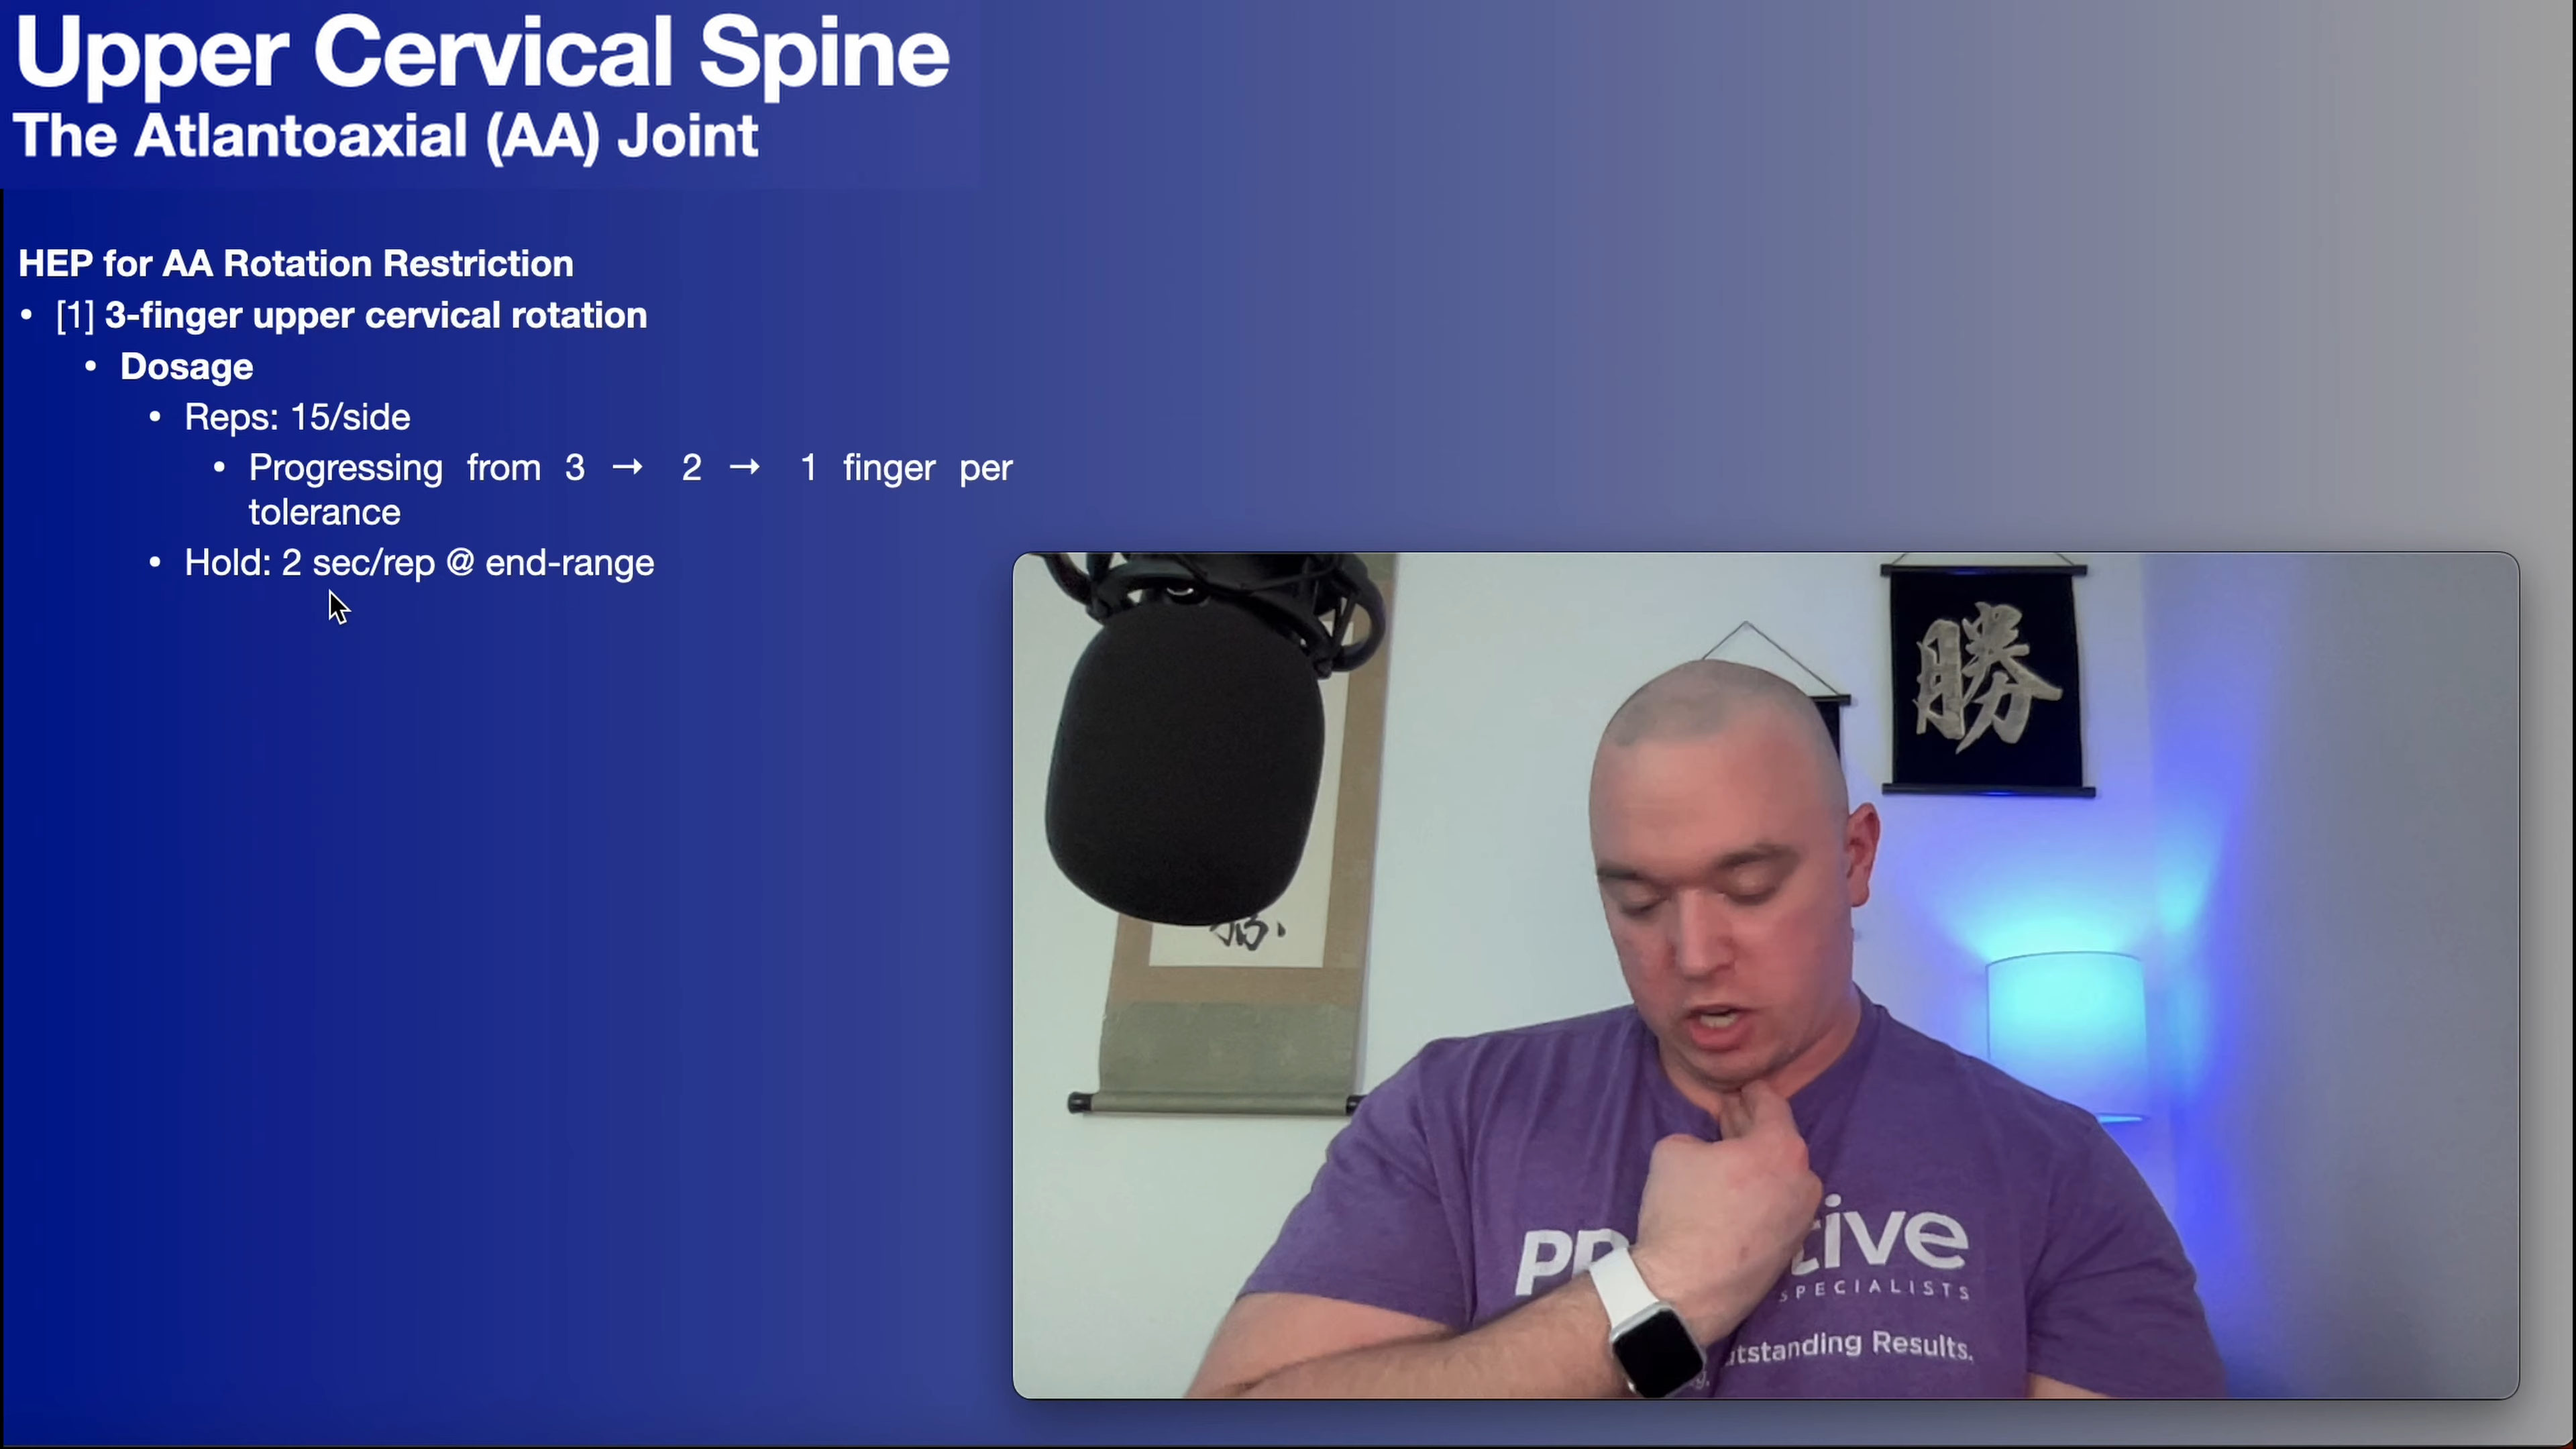 Upper Cervical Spine
The Atlantoaxial (AA) Joint
HEP for AA Rotation Restriction
• [1] 3-finger upper cervical rotation
• Dosage
• Reps: 15/side
• Progressing from 3 → 2 → 1 finger per
tolerance
• Hold: 2 sec/rep @ end-range
勝
tive
SPECIALISTS
Results.